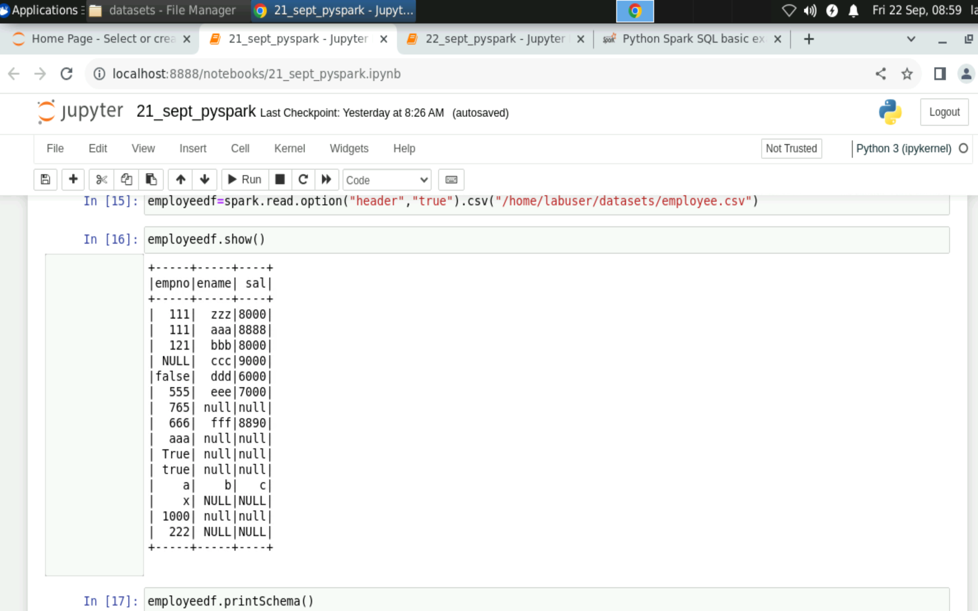 Applications datasets - File Manager 21_sept_pyspark - Jupyt... Fri 22 Sep, 08:59
Home Page - Select or crea 21_sept_pyspark - Jupyter 22_sept_pyspark - Jupyter Python Spark SQL basic ex
localhost:8888/notebooks/21_sept_pyspark.ipynb
jupyter 21_sept_pyspark Last Checkpoint: Yesterday at 8:26 AM (autosaved) Logout
File Edit View Insert Cell Kernel Widgets Help Not Trusted Python 3 (ipykernel)
Run Code
In [15]: employeedf=spark.read.option("header","true").csv("/home/labuser/datasets/employee.csv")
In [16]: employeedf.show()
+-----+-----+----+
|empno|ename| sal|
+-----+-----+----+
| 111| zzz|8000|
| 111| aaa|8888|
| 121| bbb|8000|
| NULL| ccc|9000|
|false| ddd|6000|
| 555| eee|7000|
| 765| null|null|
| 666| fff|8890|
| aaa| null|null|
| True| null|null|
| true| null|null|
| a| b| c|
| x| NULL|NULL|
| 1000| null|null|
| 222| NULL|NULL|
+-----+-----+----+
In [17]: employeedf.printSchema()